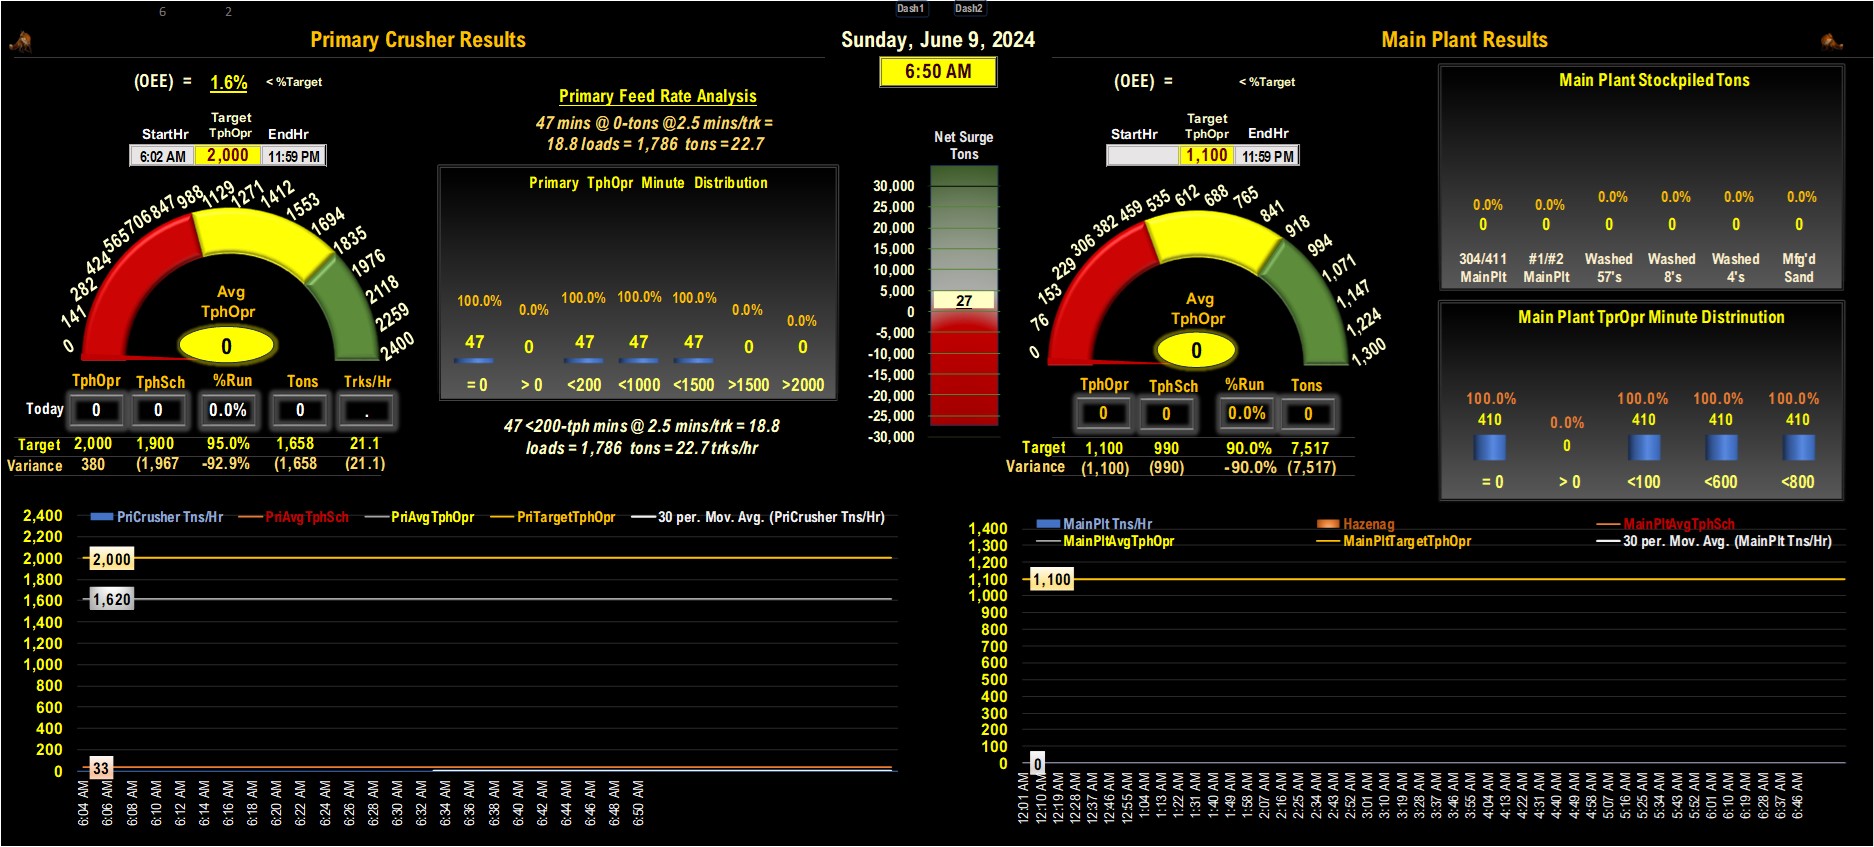 6 2 Dash1 Dash2
Primary Crusher Results
(OEE) = 1.6% < %Target
StartHr Target TphOpr EndHr
6:02 AM 2,000 11:59 PM
0 141 282 424 565 706 847 988 1129 1271 1412 1553 1694 1835 1976 2118 2259 2400
Avg
TphOpr
0
TphOpr TphSch %Run Tons Trks/Hr
Today 0 0 0.0% 0 .
Target 2,000 1,900 95.0% 1,658 21.1
Variance 380 (1,967 -92.9% (1,658 (21.1)
Primary Feed Rate Analysis
47 mins @ 0-tons @2.5 mins/trk =
18.8 loads = 1,786 tons = 22.7
Primary TphOpr Minute Distribution
100.0% 0.0% 100.0% 100.0% 100.0% 0.0% 0.0%
47 0 47 47 47 0 0
= 0 > 0 <200 <1000 <1500 >1500 >2000
47 <200-tph mins @ 2.5 mins/trk = 18.8
loads = 1,786 tons = 22.7 trks/hr
Sunday, June 9, 2024
6:50 AM
Net Surge
Tons
30,000
25,000
20,000
15,000
10,000
5,000
27
0
-5,000
-10,000
-15,000
-20,000
-25,000
-30,000
Main Plant Results
(OEE) = < %Target
StartHr Target TphOpr EndHr
1,100 11:59 PM
0 76 153 229 306 382 459 535 612 688 765 841 918 994 1,071 1,147 1,224 1,300
Avg
TphOpr
0
TphOpr TphSch %Run Tons
0 0 0.0% 0
Target 1,100 990 90.0% 7,517
Variance (1,100) (990) -90.0% (7,517)
Main Plant Stockpiled Tons
0.0% 0.0% 0.0% 0.0% 0.0% 0.0%
0 0 0 0 0 0
304/411 #1/#2 Washed Washed Washed Mfg'd
MainPlt MainPlt 57's 8's 4's Sand
Main Plant TprOpr Minute Distrinution
100.0% 0.0% 100.0% 100.0% 100.0%
410 0 410 410 410
= 0 > 0 <100 <600 <800
PriCrusher Tns/Hr PriAvgTphSch PriAvgTphOpr PriTargetTphOpr 30 per. Mov. Avg. (PriCrusher Tns/Hr)
2,400
2,200
2,000 2,000
1,800
1,600 1,620
1,400
1,200
1,000
800
600
400
200
0 33
6:04 AM 6:06 AM 6:08 AM 6:10 AM 6:12 AM 6:14 AM 6:16 AM 6:18 AM 6:20 AM 6:22 AM 6:24 AM 6:26 AM 6:28 AM 6:30 AM 6:32 AM 6:34 AM 6:36 AM 6:38 AM 6:40 AM 6:42 AM 6:44 AM 6:46 AM 6:48 AM 6:50 AM
MainPlt Tns/Hr Hazenag MainPltAvgTphSch
MainPltAvgTphOpr MainPltTargetTphOpr 30 per. Mov. Avg. (MainPlt Tns/Hr)
1,400
1,300
1,200
1,100 1,100
1,000
900
800
700
600
500
400
300
200
100
0 0
12:01 AM 12:10 AM 12:19 AM 12:28 AM 12:37 AM 12:46 AM 12:55 AM 1:04 AM 1:13 AM 1:22 AM 1:31 AM 1:40 AM 1:49 AM 1:58 AM 2:07 AM 2:16 AM 2:25 AM 2:34 AM 2:43 AM 2:52 AM 3:01 AM 3:10 AM 3:19 AM 3:28 AM 3:37 AM 3:46 AM 3:55 AM 4:04 AM 4:13 AM 4:22 AM 4:31 AM 4:40 AM 4:49 AM 4:58 AM 5:07 AM 5:16 AM 5:25 AM 5:34 AM 5:43 AM 5:52 AM 6:01 AM 6:10 AM 6:19 AM 6:28 AM 6:37 AM 6:46 AM